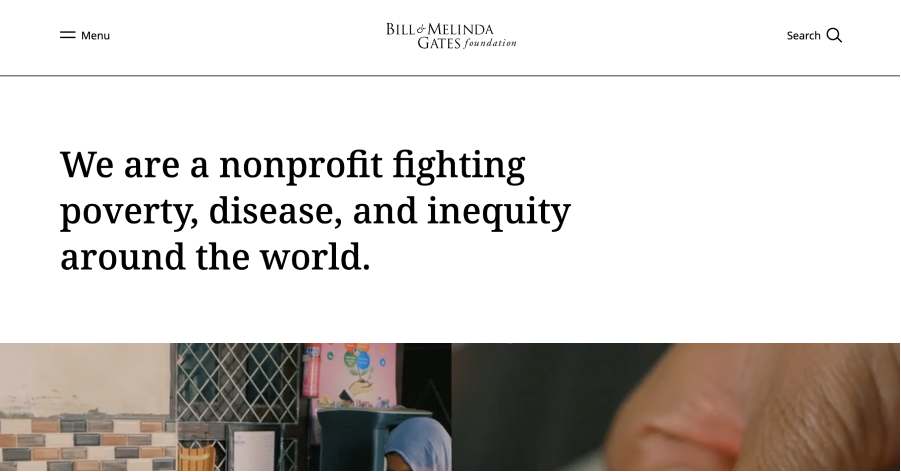 Menu
BILL & MELINDA
GATES foundation
Search
We are a nonprofit fighting
poverty, disease, and inequity
around the world.